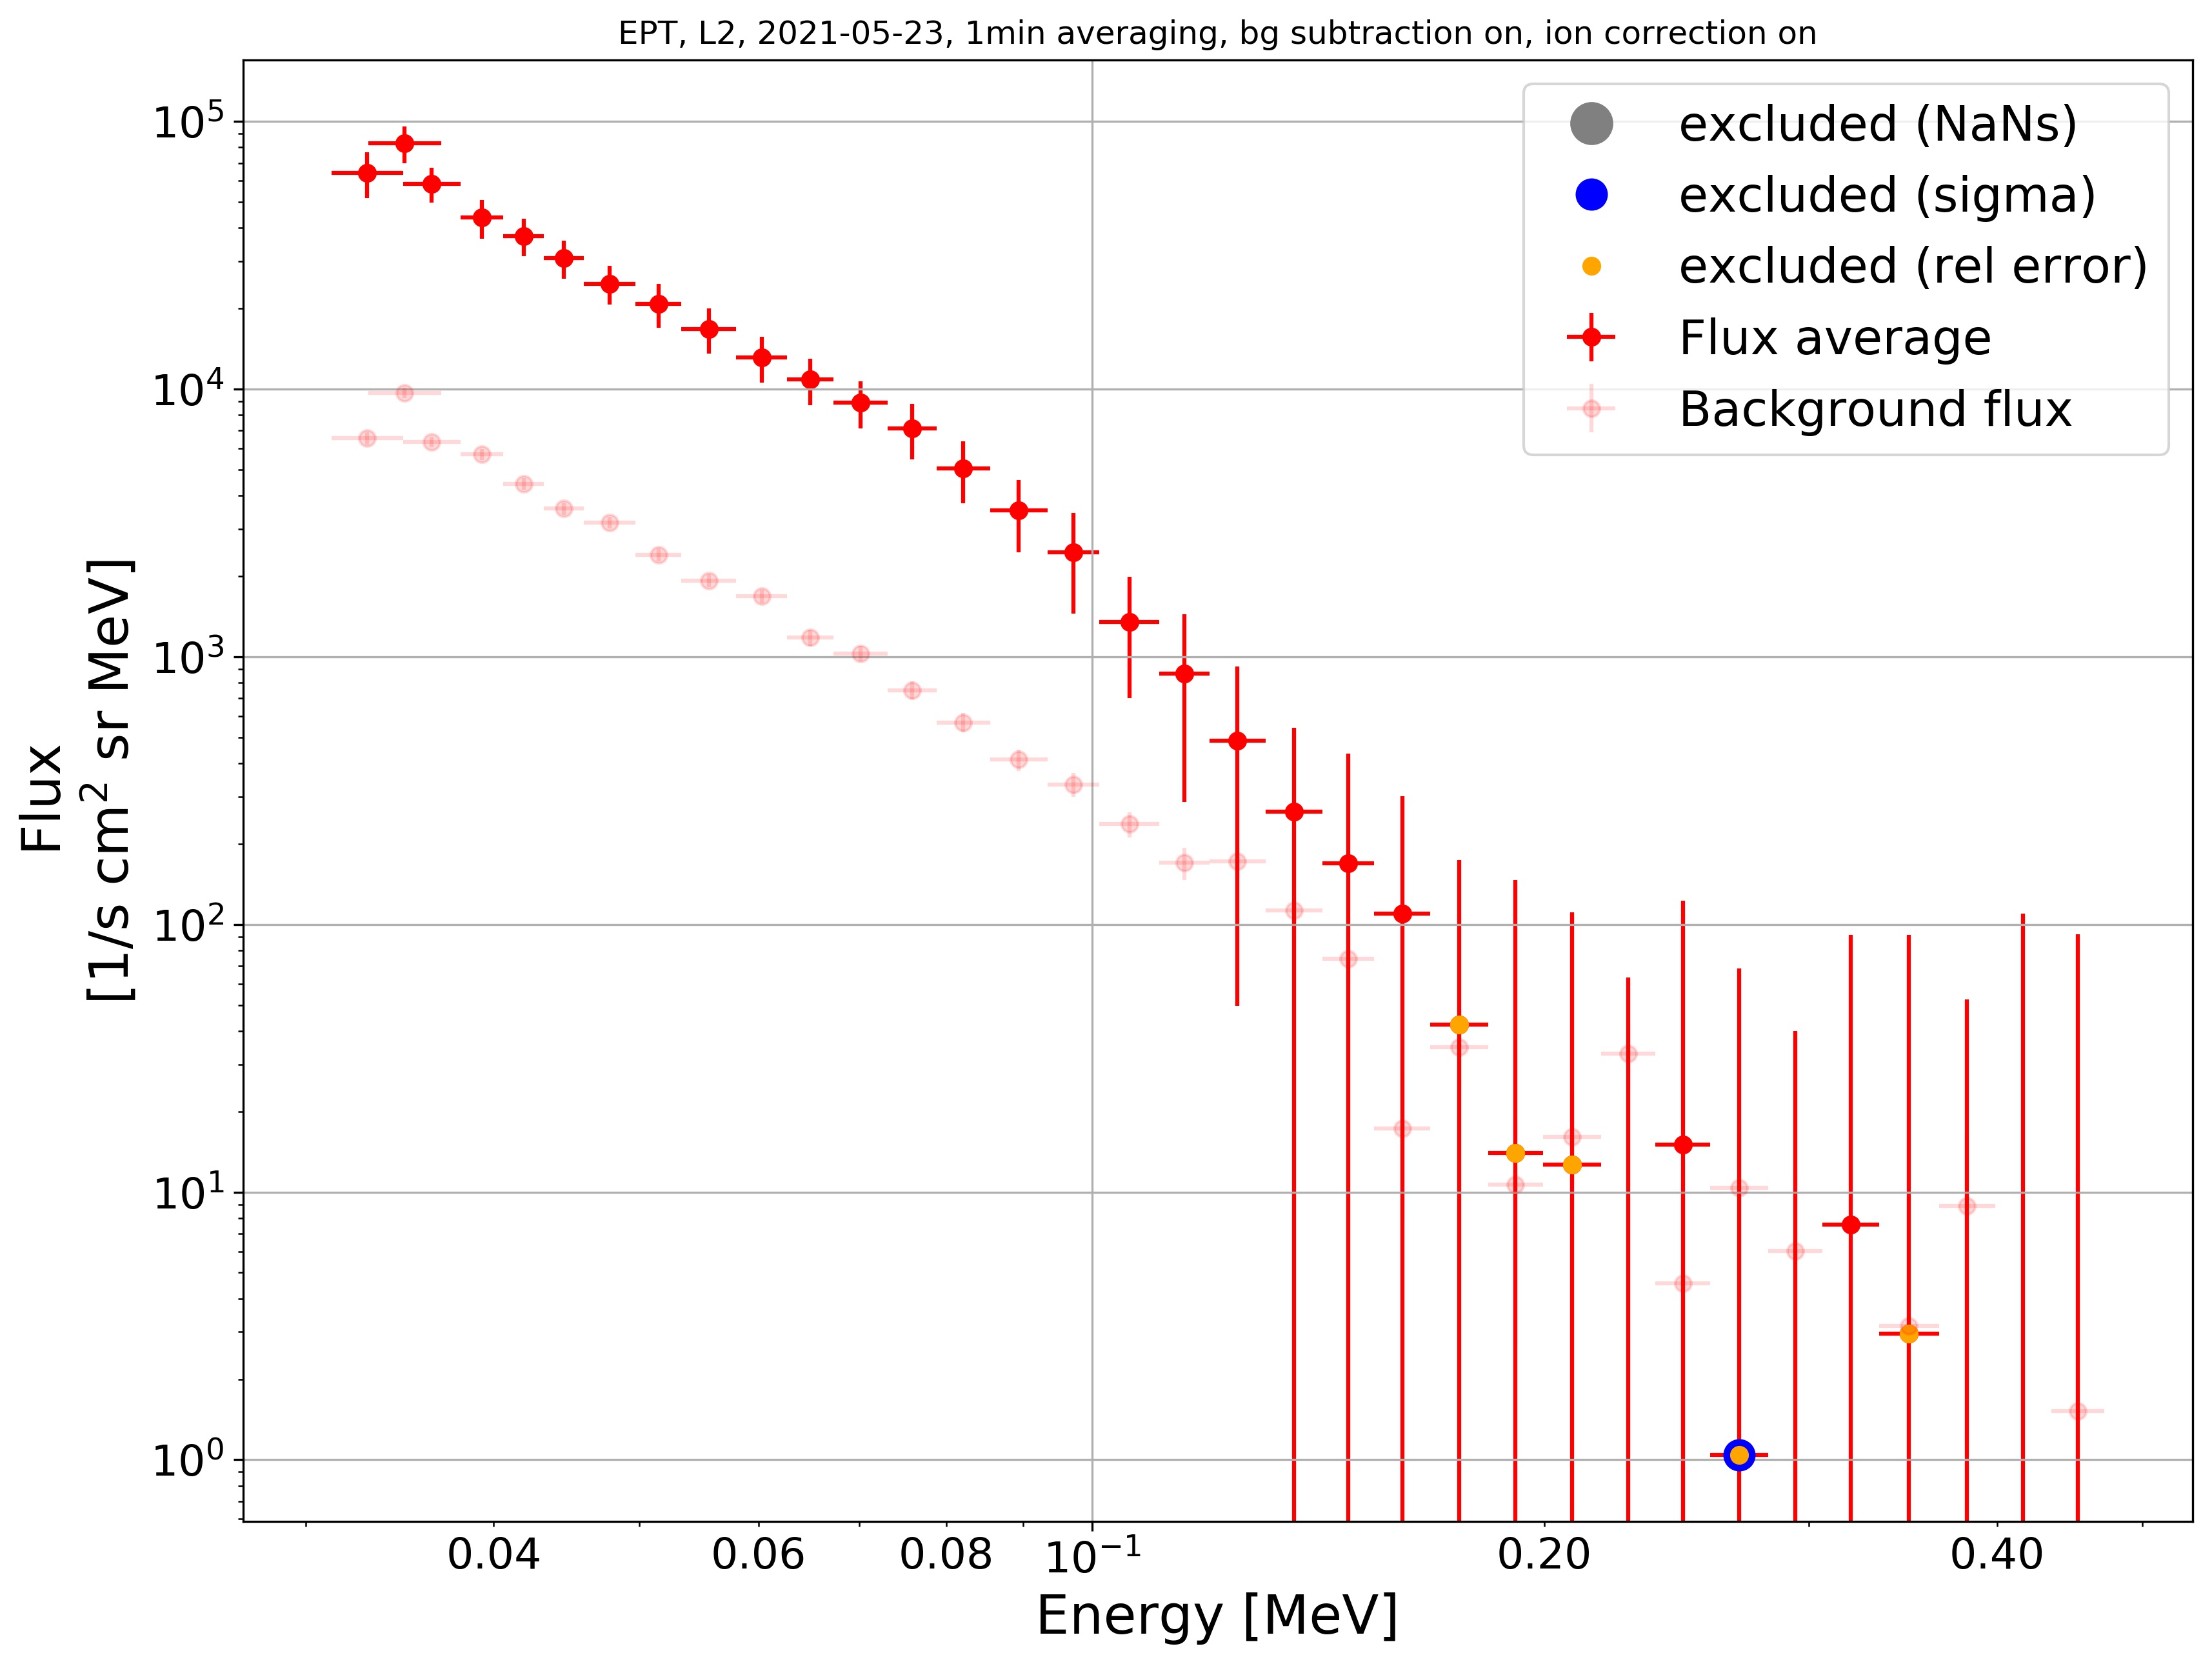 EPT, L2, 2021-05-23, 1min averaging, bg subtraction on, ion correction on
10⁵
10⁴
10³
10²
10¹
10⁰
Flux
[1/s cm² sr MeV]
excluded (NaNs)
excluded (sigma)
excluded (rel error)
Flux average
Background flux
0.04 0.06 0.08 10⁻¹ 0.20 0.40
Energy [MeV]